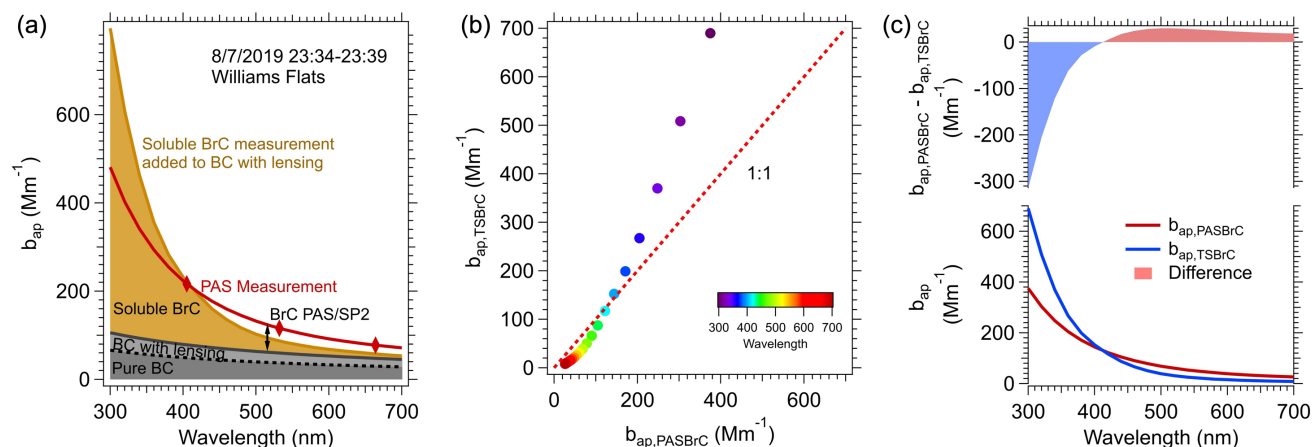 (a)
8/7/2019 23:34-23:39
Williams Flats
Soluble BrC measurement
added to BC with lensing
PAS Measurement
Soluble BrC
BrC PAS/SP2
BC with lensing
Pure BC
600
400
200
0
b_ap (Mm⁻¹)
300 400 500 600 700
Wavelength (nm)
(b)
700
600
500
400
300
200
100
0
b_ap,TSBrC (Mm⁻¹)
1:1
300 400 500 600 700
Wavelength
0 200 400 600
b_ap,PASBrC (Mm⁻¹)
(c)
0
-100
-200
-300
b_ap,PASBrC - b_ap,TSBrC
(Mm⁻¹)
b_ap,PASBrC
b_ap,TSBrC
Difference
600
400
200
0
b_ap
(Mm⁻¹)
300 400 500 600 700
Wavelength (nm)